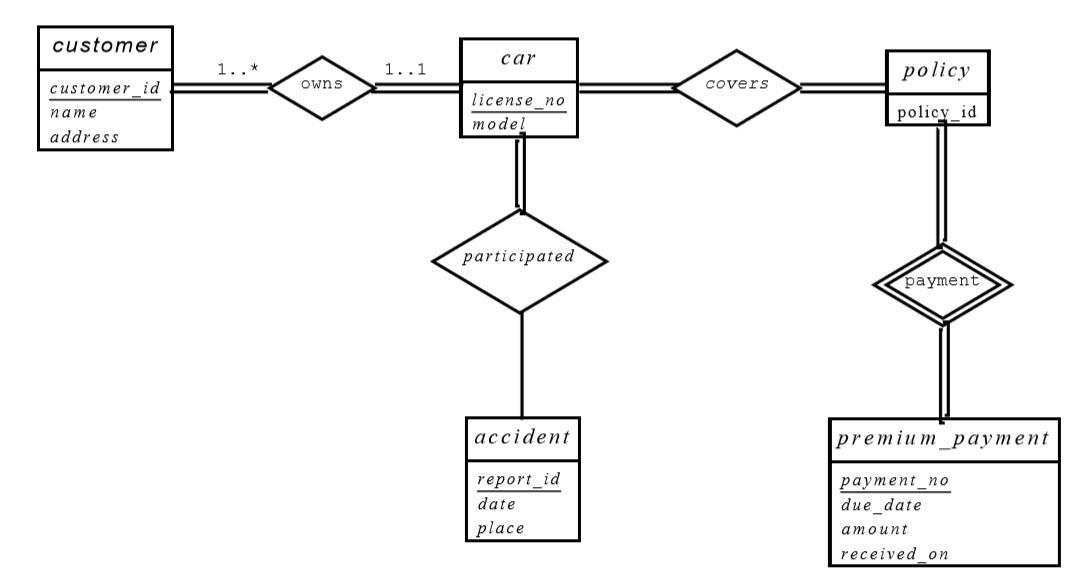 customer
customer_id
name
address
1..*
owns
1..1
car
license_no
model
covers
policy
policy_id
participated
payment
accident
report_id
date
place
premium_payment
payment_no
due_date
amount
received_on